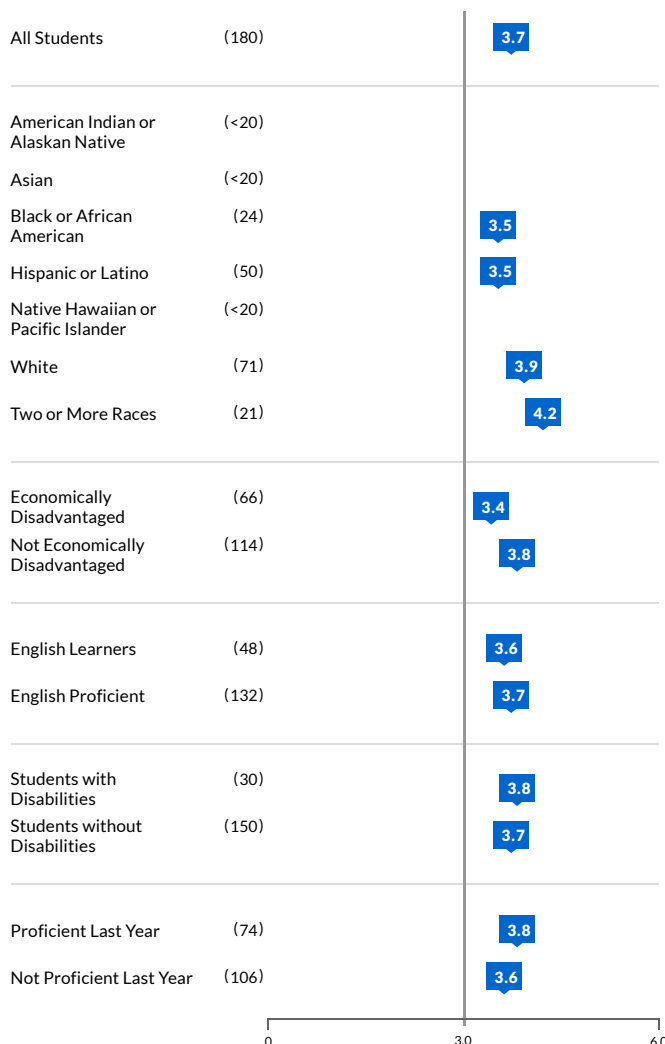 All Students (180) 3.7
American Indian or (<20)
Alaskan Native
Asian (<20)
Black or African (24) 3.5
American
Hispanic or Latino (50) 3.5
Native Hawaiian or (<20)
Pacific Islander
White (71) 3.9
Two or More Races (21) 4.2
Economically (66) 3.4
Disadvantaged
Not Economically (114) 3.8
Disadvantaged
English Learners (48) 3.6
English Proficient (132) 3.7
Students with (30) 3.8
Disabilities
Students without (150) 3.7
Disabilities
Proficient Last Year (74) 3.8
Not Proficient Last Year (106) 3.6
0 3.0 6.0